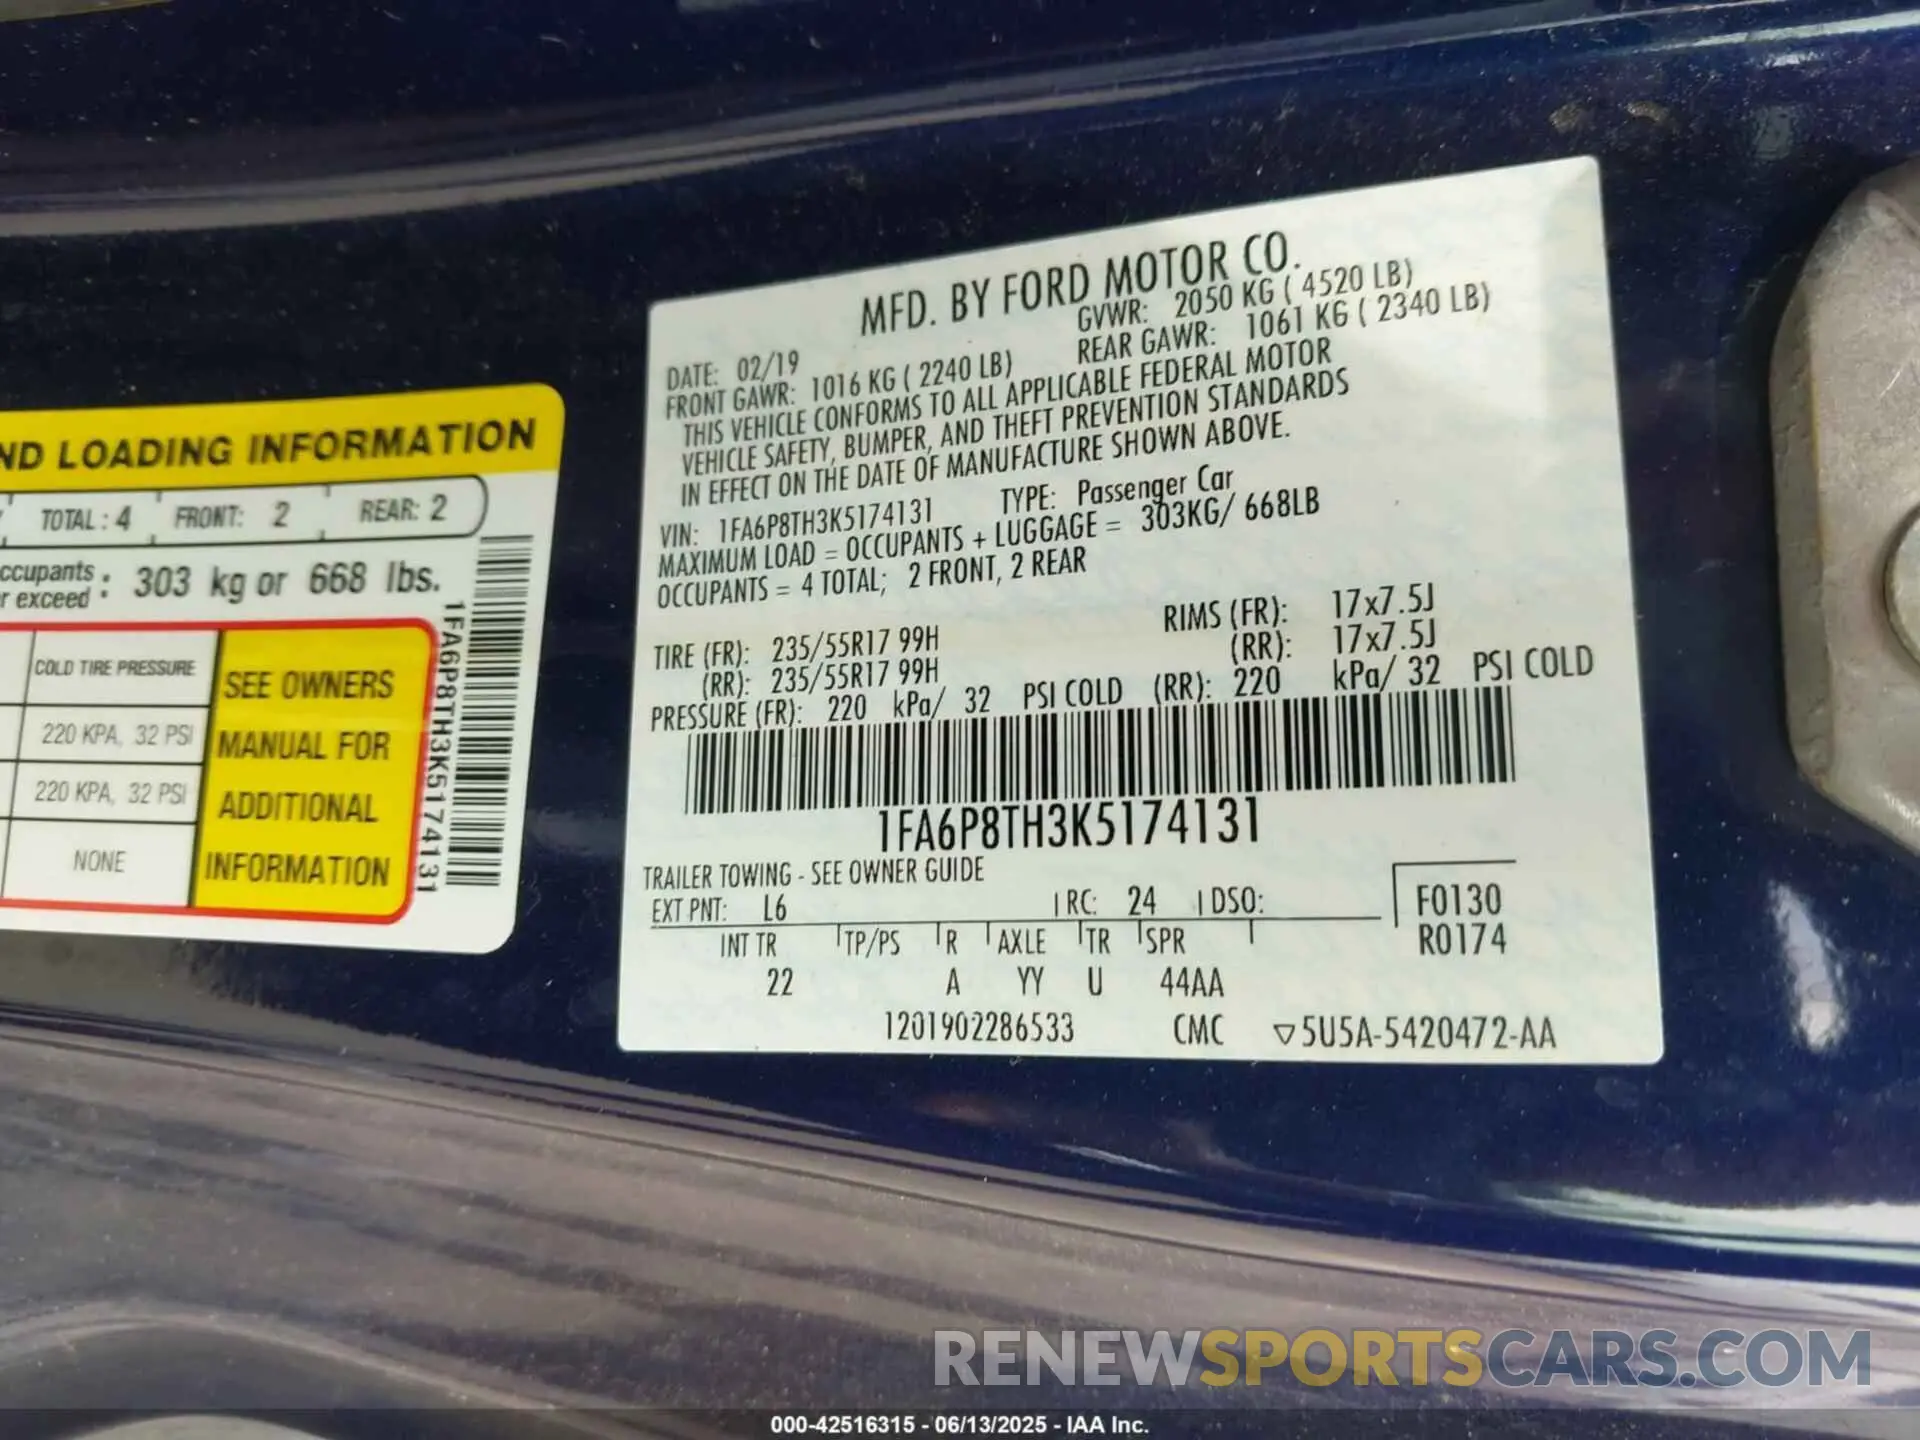 ND LOADING INFORMATION
TOTAL : 4 FRONT: 2 REAR: 2
ccupants
r exceed : 303 kg or 668 lbs.
COLD TIRE PRESSURE
220 KPA, 32 PSI
220 KPA, 32 PSI
NONE
SEE OWNERS
MANUAL FOR
ADDITIONAL
INFORMATION
1FA6P8TH3K5174131
MFD. BY FORD MOTOR CO.
DATE: 02/19 GVWR: 2050 KG ( 4520 LB)
FRONT GAWR: 1016 KG ( 2240 LB) REAR GAWR: 1061 KG ( 2340 LB)
THIS VEHICLE CONFORMS TO ALL APPLICABLE FEDERAL MOTOR
VEHICLE SAFETY, BUMPER, AND THEFT PREVENTION STANDARDS
IN EFFECT ON THE DATE OF MANUFACTURE SHOWN ABOVE.
VIN: 1FA6P8TH3K5174131 TYPE: Passenger Car
MAXIMUM LOAD = OCCUPANTS + LUGGAGE = 303KG/ 668LB
OCCUPANTS = 4 TOTAL; 2 FRONT, 2 REAR
TIRE (FR): 235/55R17 99H RIMS (FR): 17x7.5J
(RR): 235/55R17 99H (RR): 17x7.5J
PRESSURE (FR): 220 kPa/ 32 PSI COLD (RR): 220 kPa/ 32 PSI COLD
1FA6P8TH3K5174131
TRAILER TOWING - SEE OWNER GUIDE
EXT PNT: L6 RC: 24 DSO: F0130
INT TR TP/PS R AXLE TR SPR R0174
22 A YY U 44AA
1201902286533 CMC ▽5U5A-5420472-AA
RENEWSPORTSCARS.COM
000-42516315 - 06/13/2025 - IAA Inc.